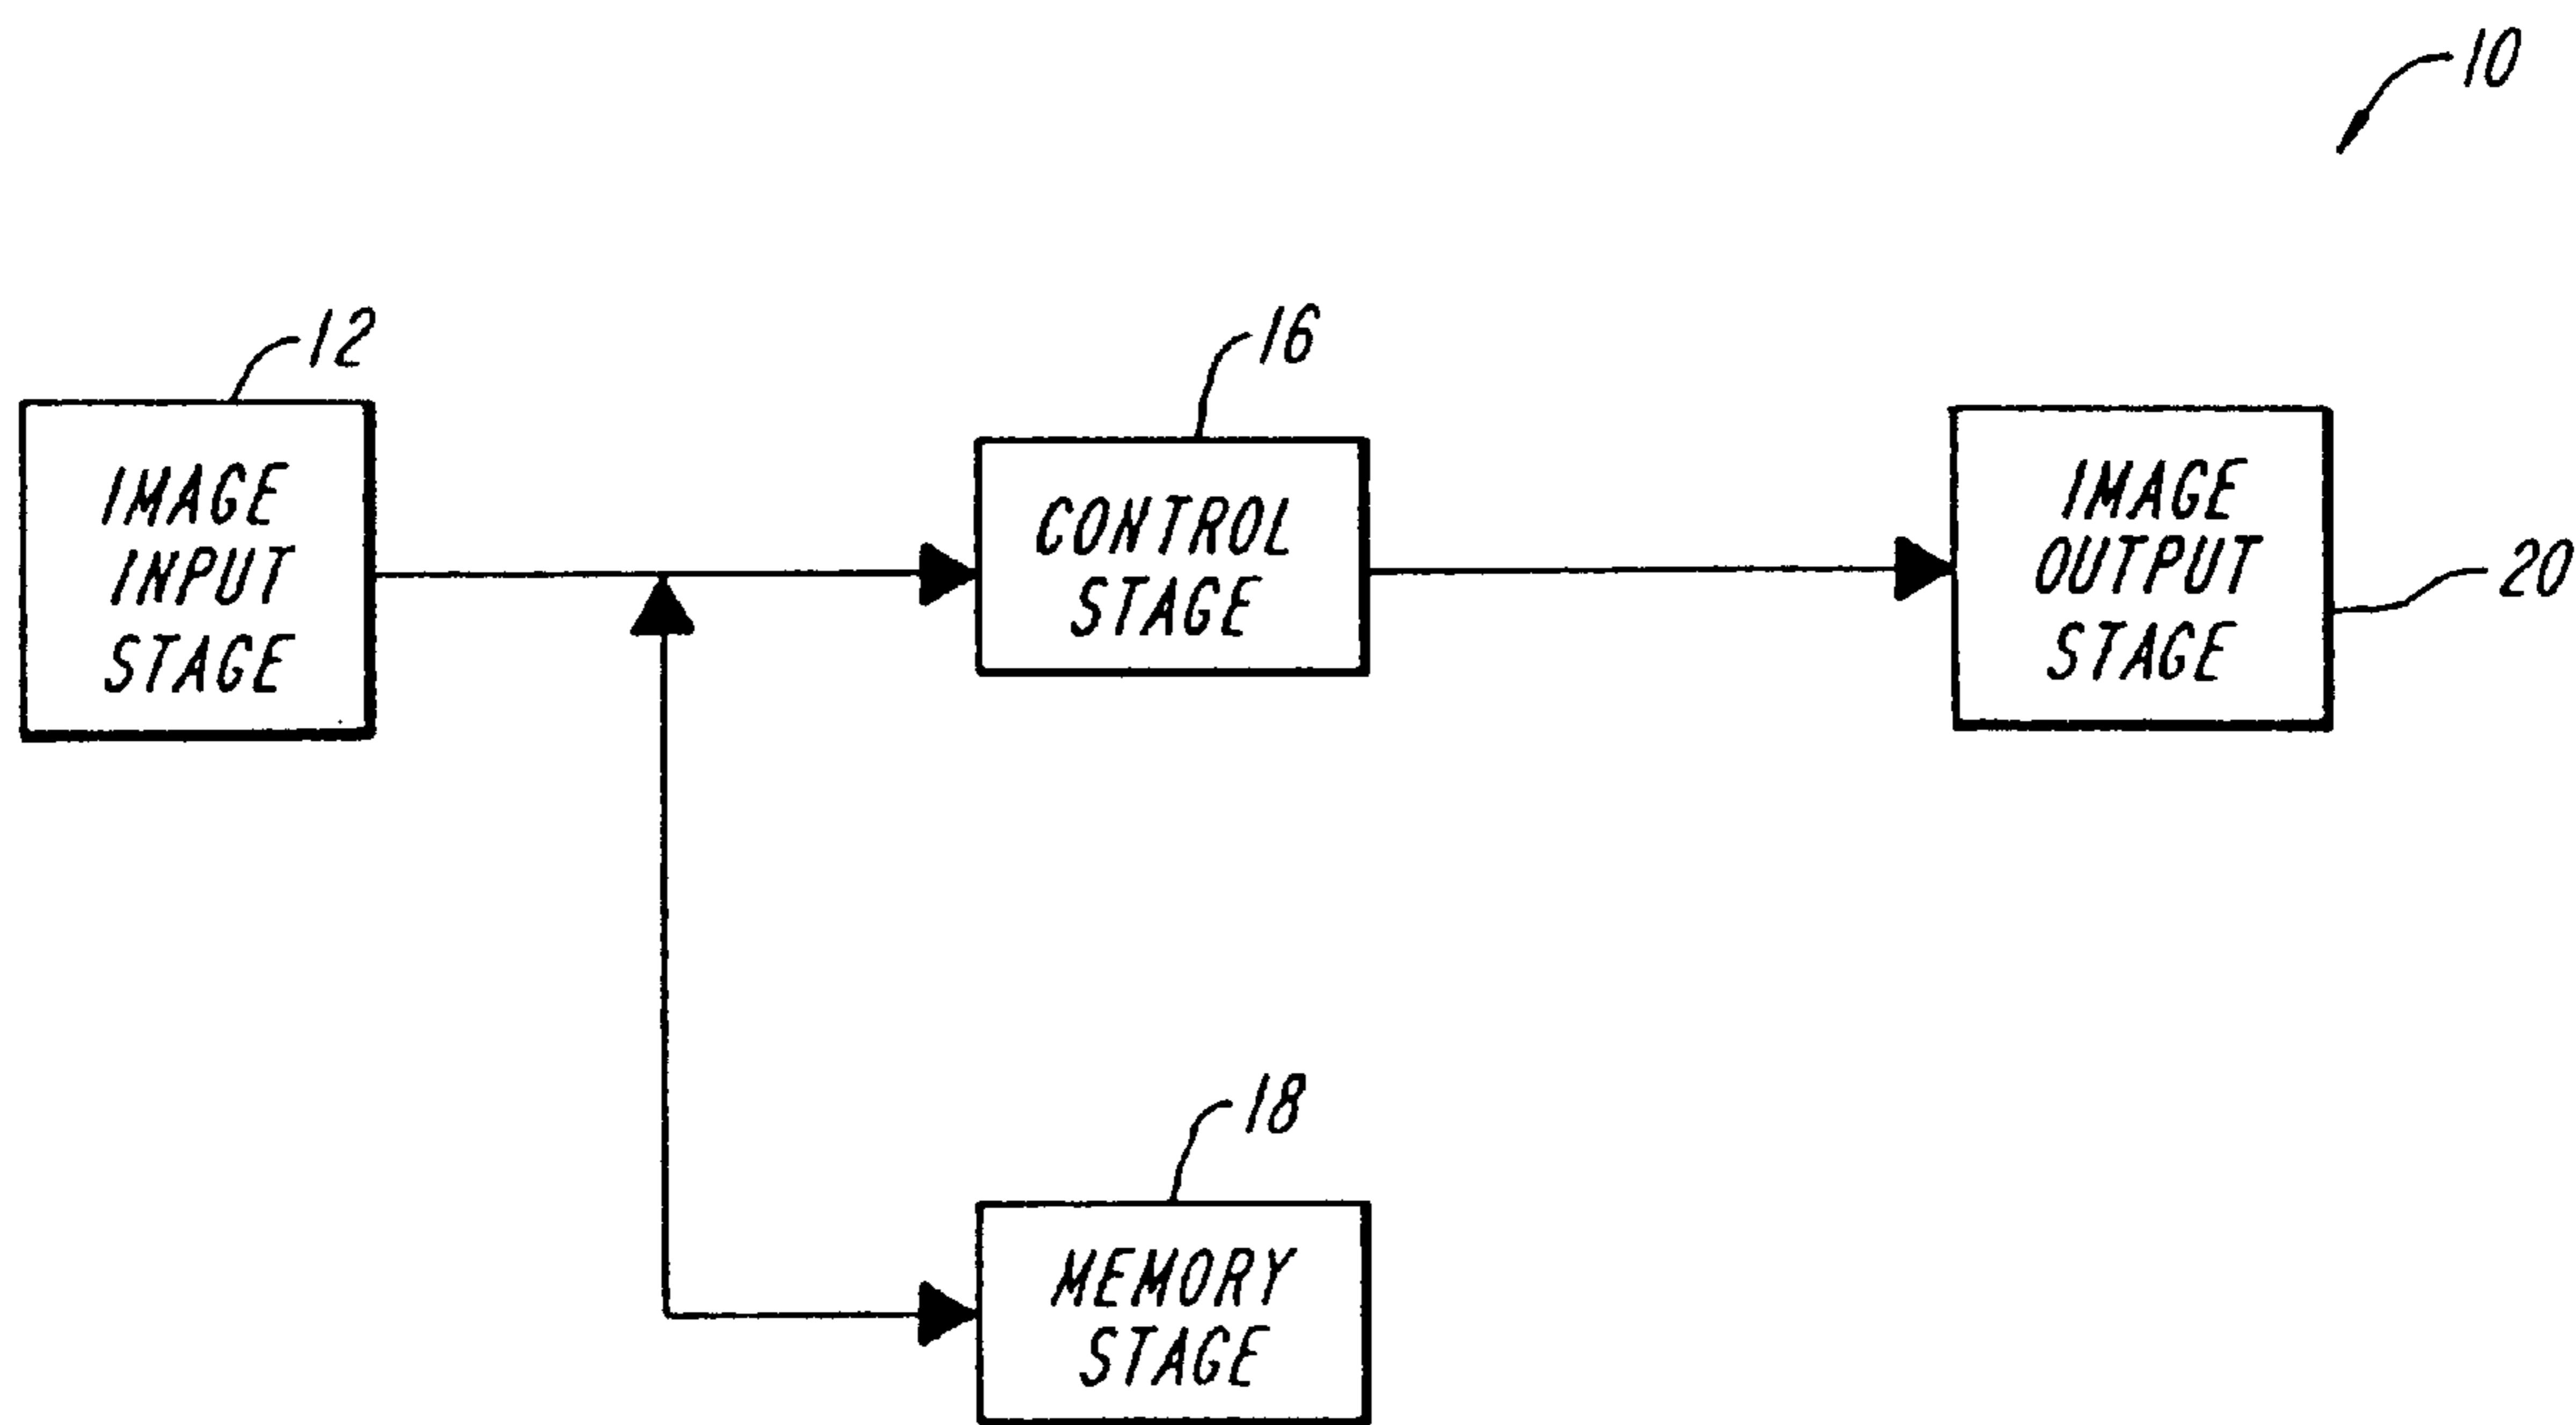 10
12
IMAGE
INPUT
STAGE
16
CONTROL
STAGE
IMAGE
OUTPUT
STAGE
20
18
MEMORY
STAGE